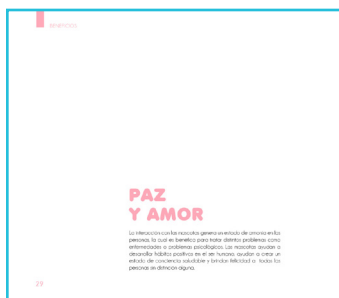 BENEFICIOS
PAZ
Y AMOR
La interacción con las mascotas genera un estado de armonía en las
personas, lo cual es benéfico para tratar distintos problemas como
enfermedades o problemas psicológicos. Las mascotas ayudan a
desarrollar hábitos positivos en el ser humano, ayudan a crear un
estado de conciencia saludable y brindan felicidad a todas las
personas sin distinción alguna.
29